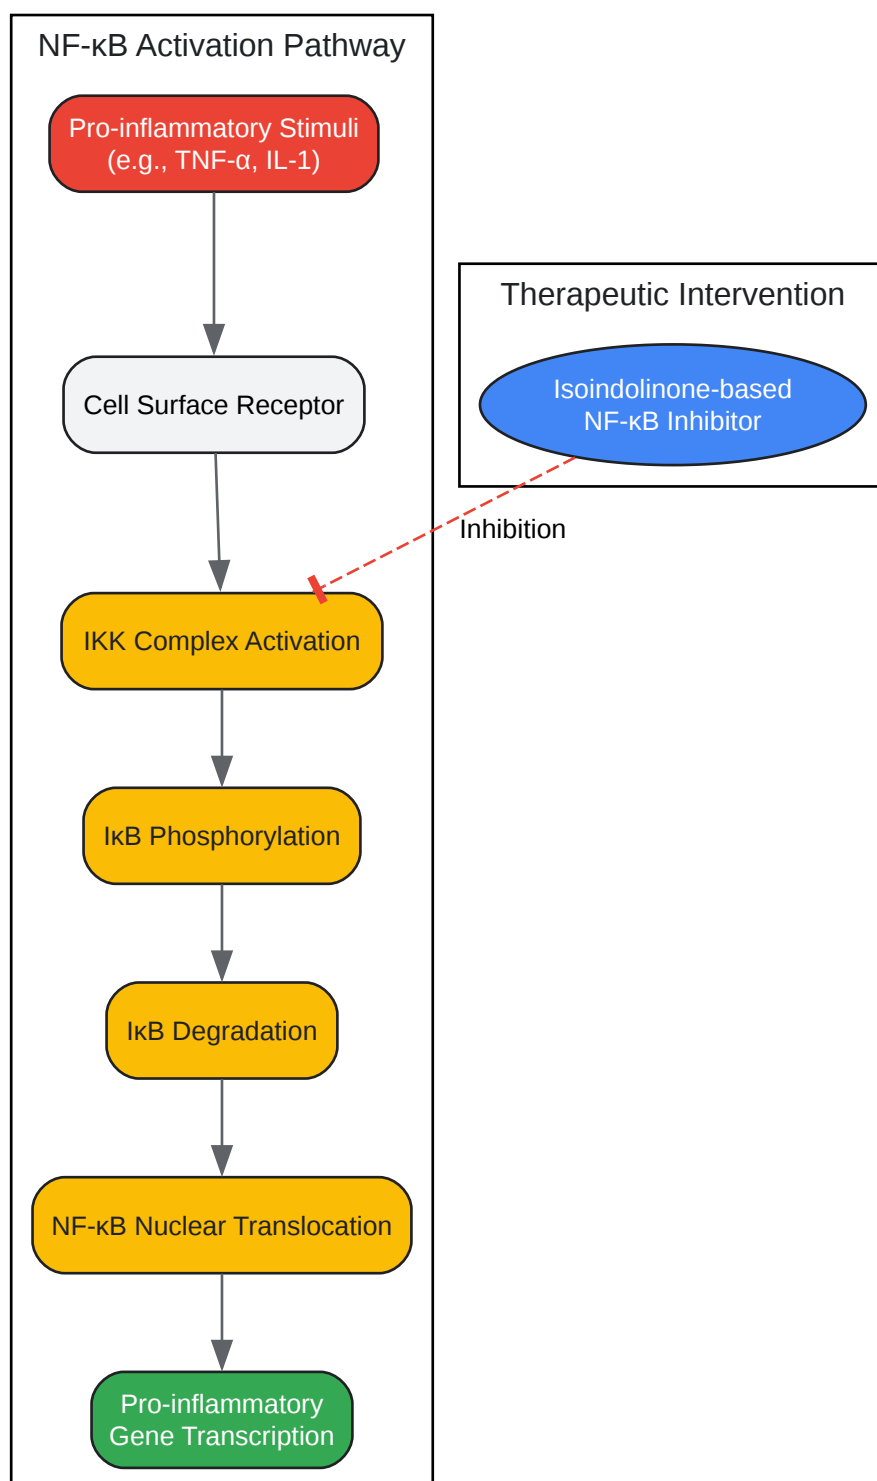 NF-κB Activation Pathway
Pro-inflammatory Stimuli
(e.g., TNF-α, IL-1)
Therapeutic Intervention
Isoindolinone-based
NF-κB Inhibitor
Cell Surface Receptor
Inhibition
IKK Complex Activation
IκB Phosphorylation
IκB Degradation
NF-κB Nuclear Translocation
Pro-inflammatory
Gene Transcription